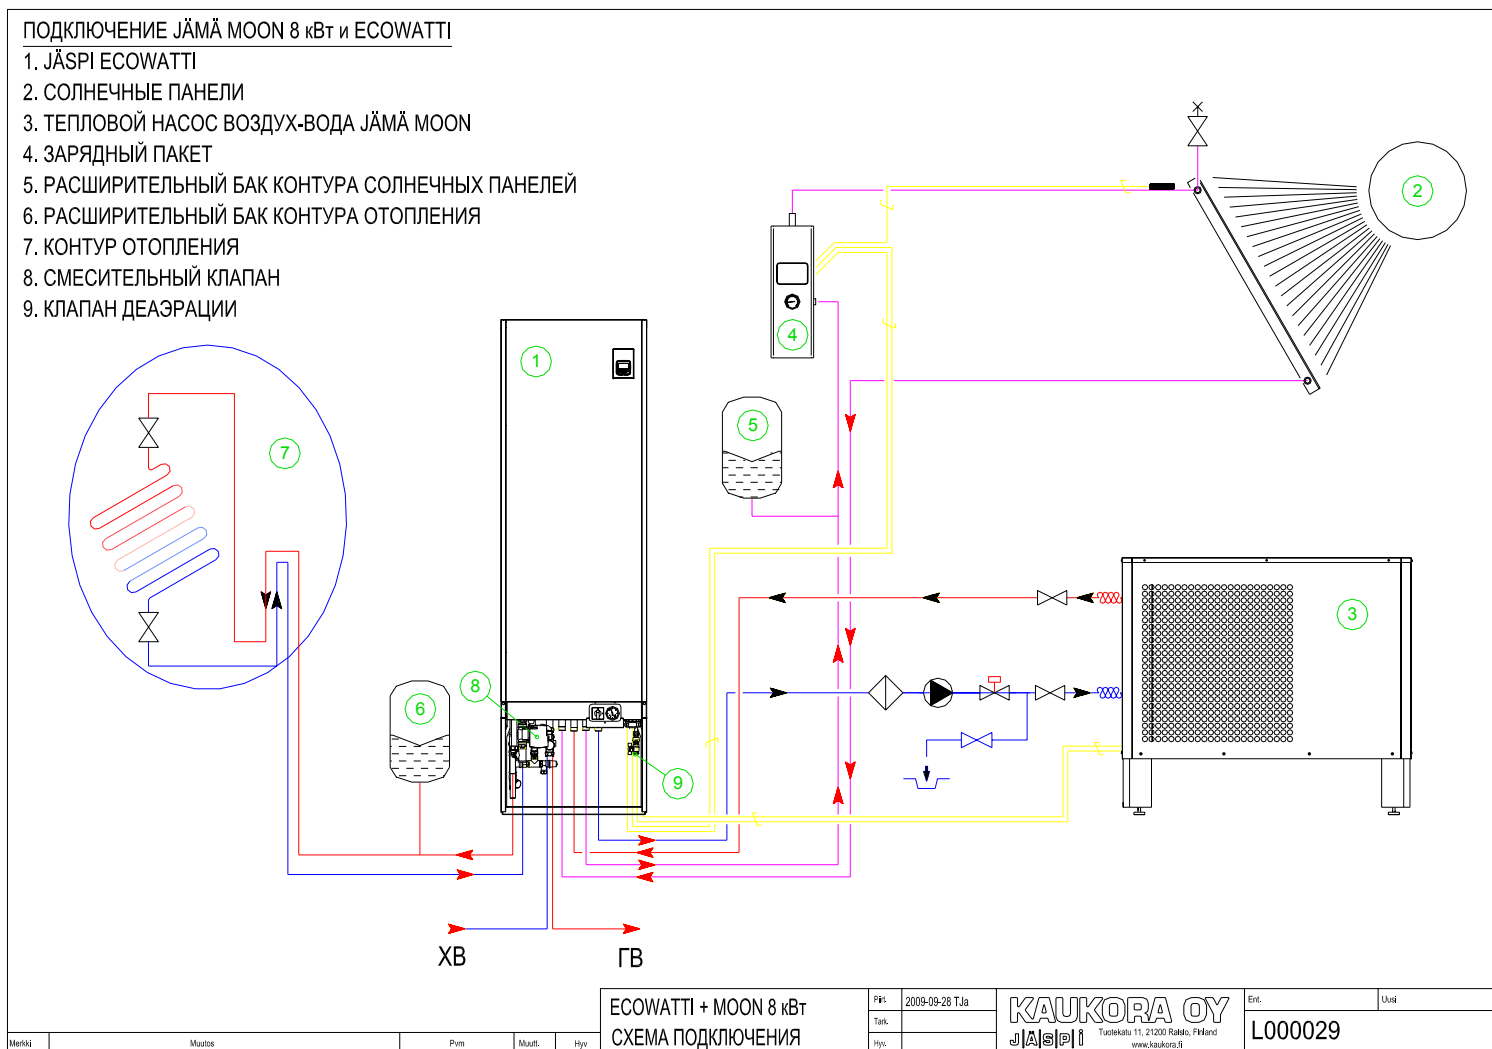 ПОДКЛЮЧЕНИЕ JÄMÄ MOON 8 кВт и ECOWATTI
1. JÄSPI ECOWATTI
2. СОЛНЕЧНЫЕ ПАНЕЛИ
3. ТЕПЛОВОЙ НАСОС ВОЗДУХ-ВОДА JÄMÄ MOON
4. ЗАРЯДНЫЙ ПАКЕТ
5. РАСШИРИТЕЛЬНЫЙ БАК КОНТУРА СОЛНЕЧНЫХ ПАНЕЛЕЙ
6. РАСШИРИТЕЛЬНЫЙ БАК КОНТУРА ОТОПЛЕНИЯ
7. КОНТУР ОТОПЛЕНИЯ
8. СМЕСИТЕЛЬНЫЙ КЛАПАН
9. КЛАПАН ДЕАЭРАЦИИ
2
4
1
5
7
3
8
6
9
ХВ
ГВ
ECOWATTI + MOON 8 кВт
СХЕМА ПОДКЛЮЧЕНИЯ
Piirt. 2009-09-28 TJa
Tark.
Hyv.
KAUKORA OY
JÄSPI
Tuotekatu 11, 21200 Raisio, Finland
www.kaukora.fi
Ent.
Uusi
L000029
Merkki
Muutos
Pvm
Muutt.
Hyv